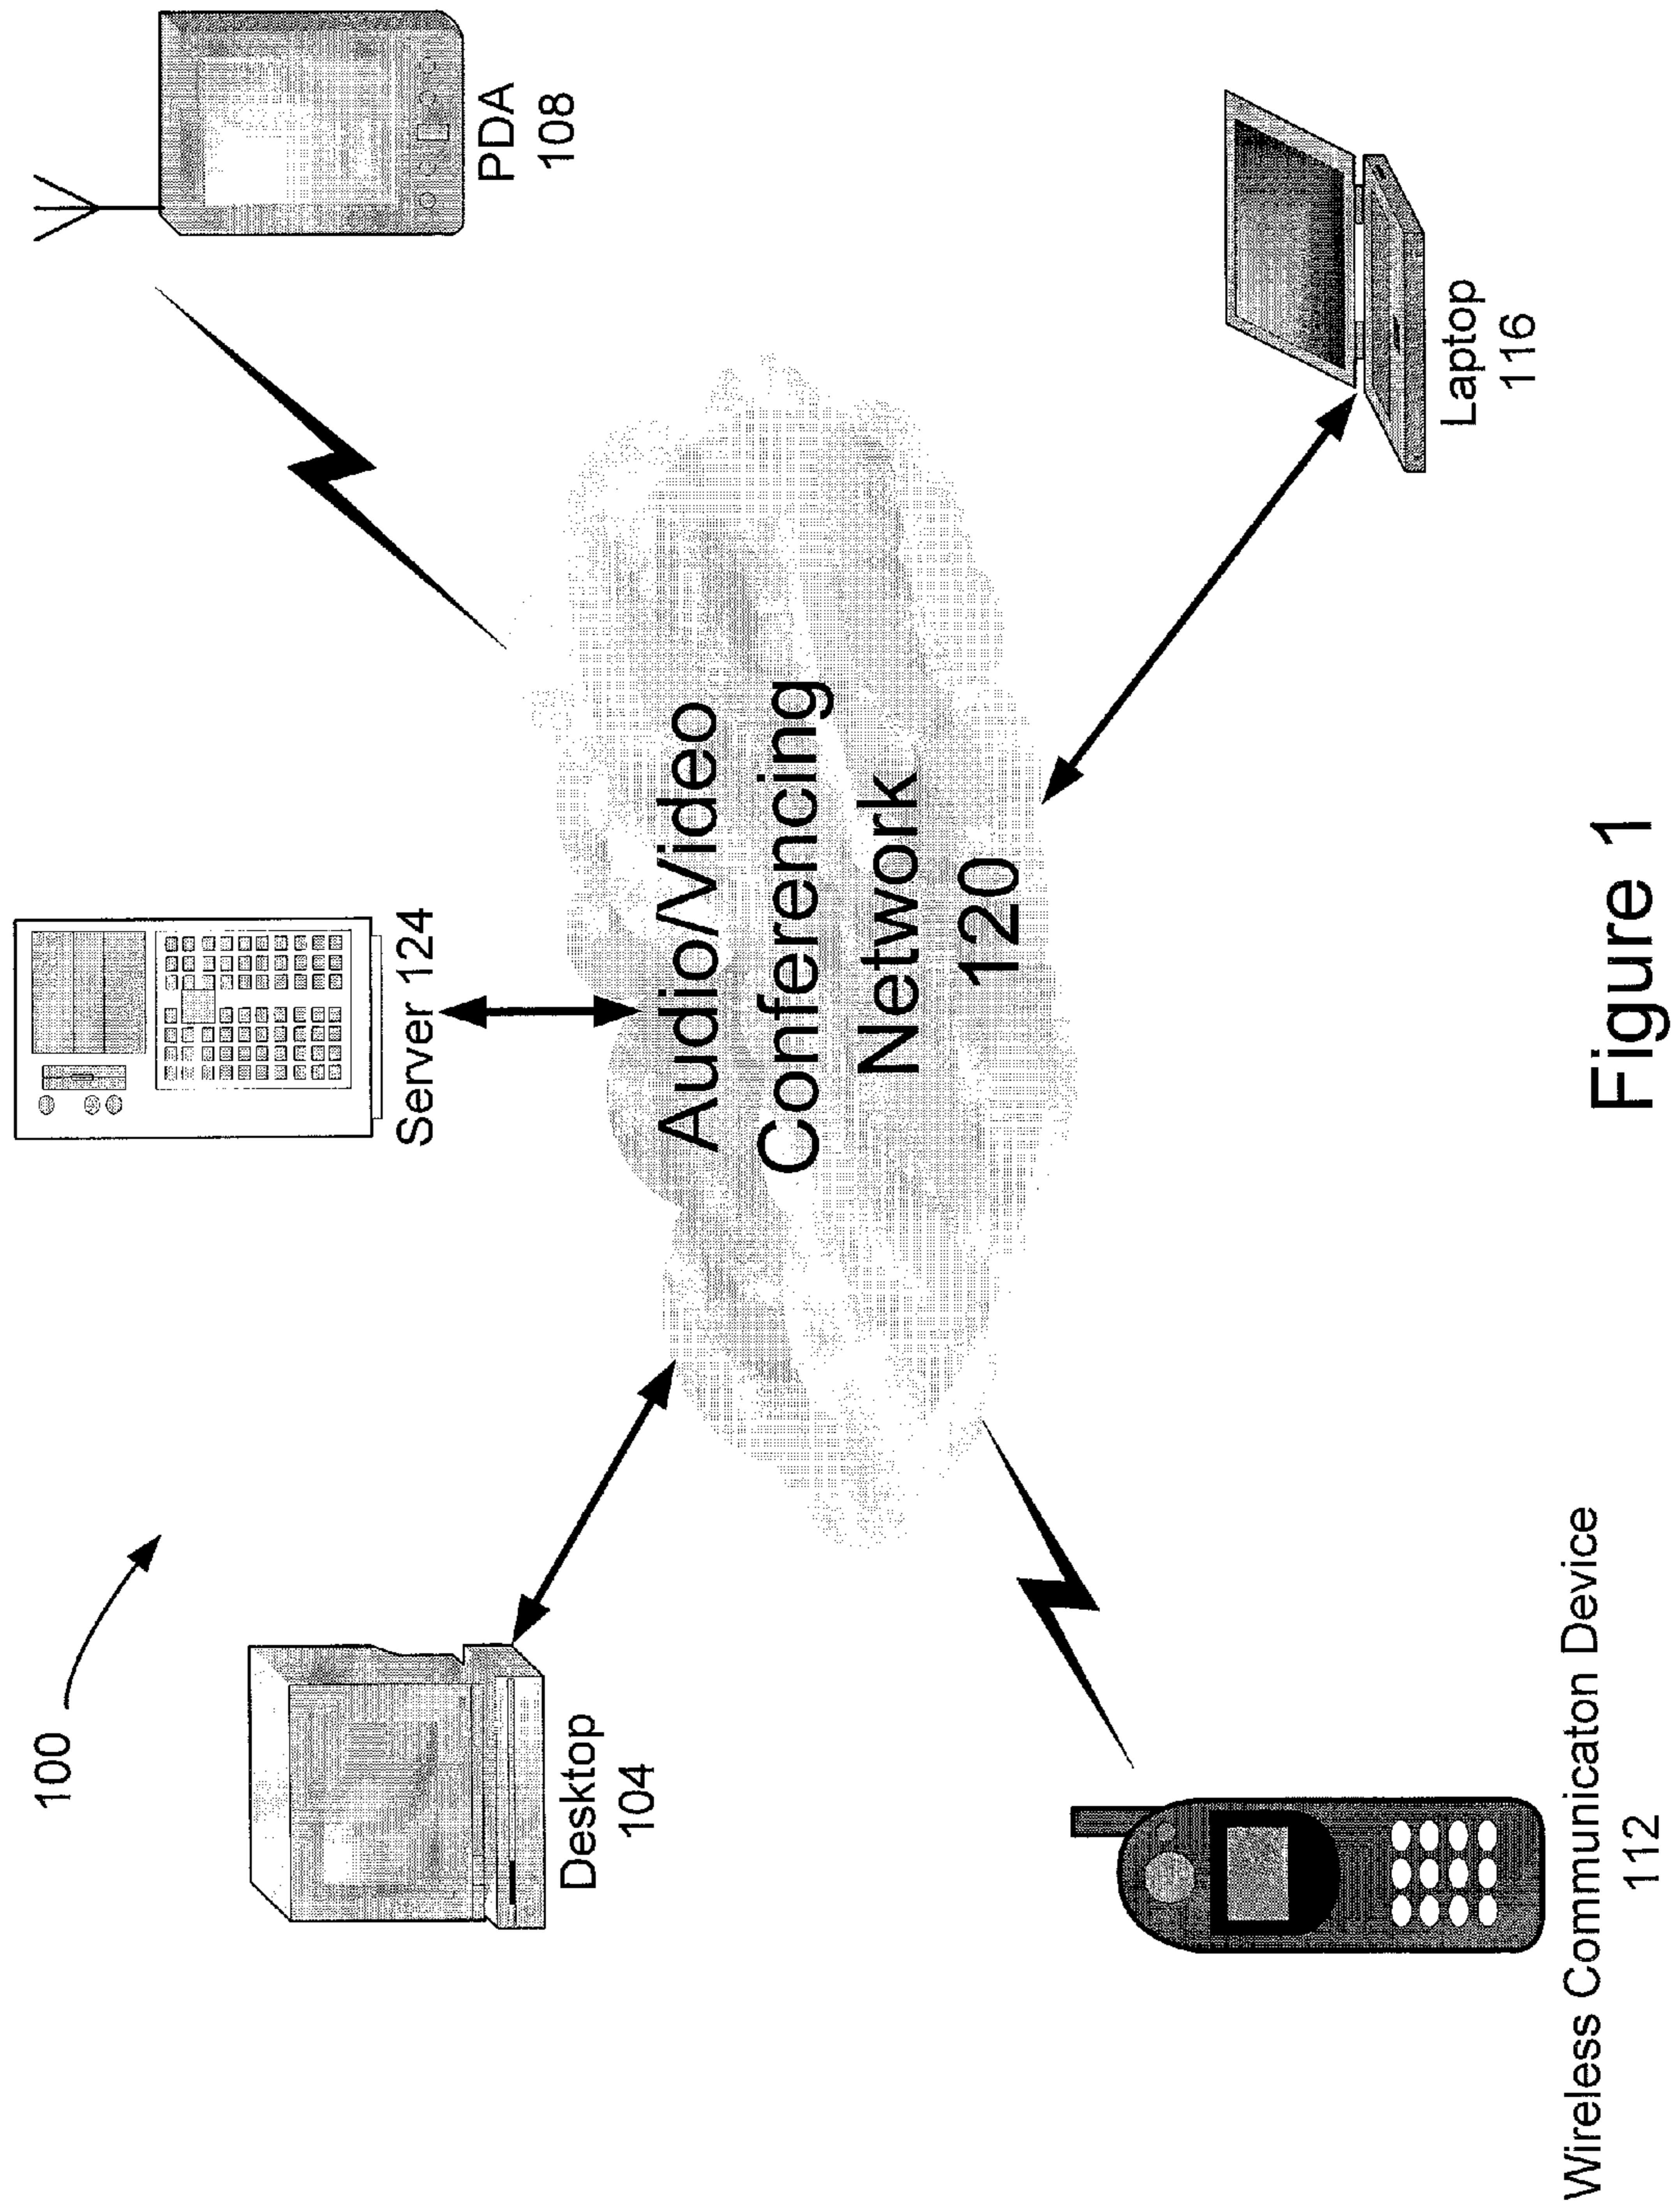 100
Server 124
PDA
108
Desktop
104
Audio/Video
Conferencing
Network
120
Laptop
116
Wireless Communicaton Device
112
Figure 1